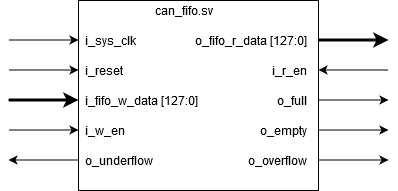 can_fifo.sv
i_sys_clk
o_fifo_r_data [127:0]
i_reset
i_r_en
i_fifo_w_data [127:0]
o_full
i_w_en
o_empty
o_underflow
o_overflow